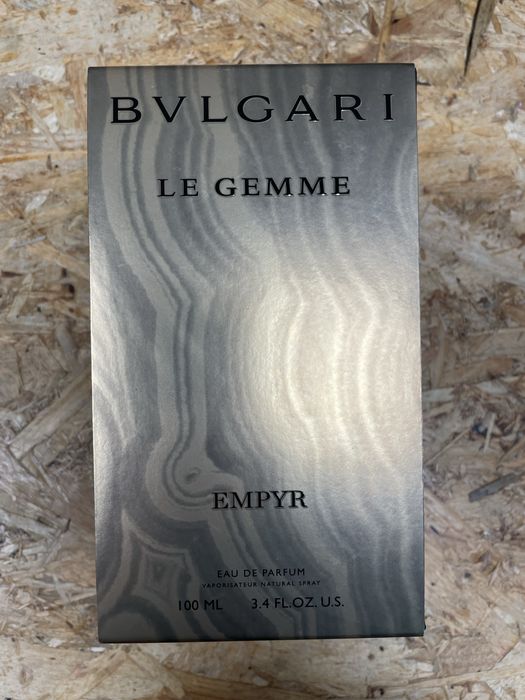 BVLGARI
LE GEMME
EMPYR
EAU DE PARFUM
VAPORISATEUR NATURAL SPRAY
100 ML 3.4 FL.OZ. U.S.